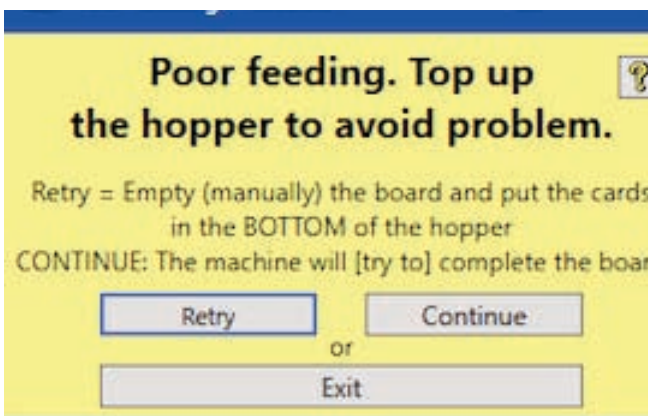 Poor feeding. Top up
the hopper to avoid problem.
?
Retry = Empty (manually) the board and put the cards
in the BOTTOM of the hopper
CONTINUE: The machine will [try to] complete the boar
Retry
Continue
or
Exit